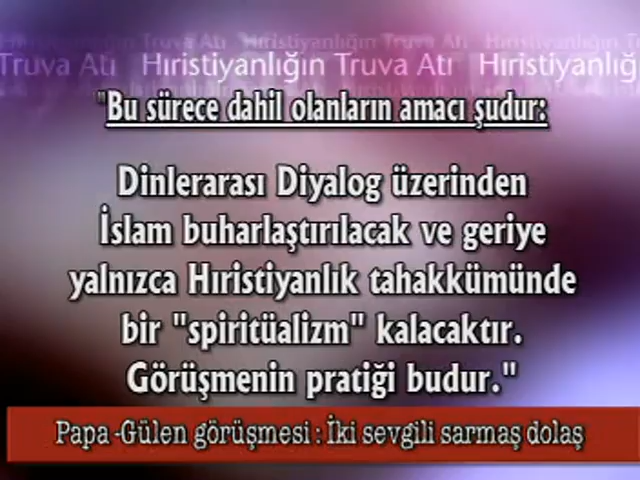 Hıristiyanlığın Truva Atı Hıristiyanlığın Truva Atı Hıristiyanlığın Tru
Truva Atı Hıristiyanlığın Truva Atı Hıristiyanlığ
"Bu sürece dahil olanların amacı şudur:
Dinlerarası Diyalog üzerinden
İslam buharlaştırılacak ve geriye
yalnızca Hıristiyanlık tahakkümünde
bir "spiritüalizm" kalacaktır.
Görüşmenin pratiği budur."
Papa -Gülen görüşmesi : İki sevgili sarmaş dolaş